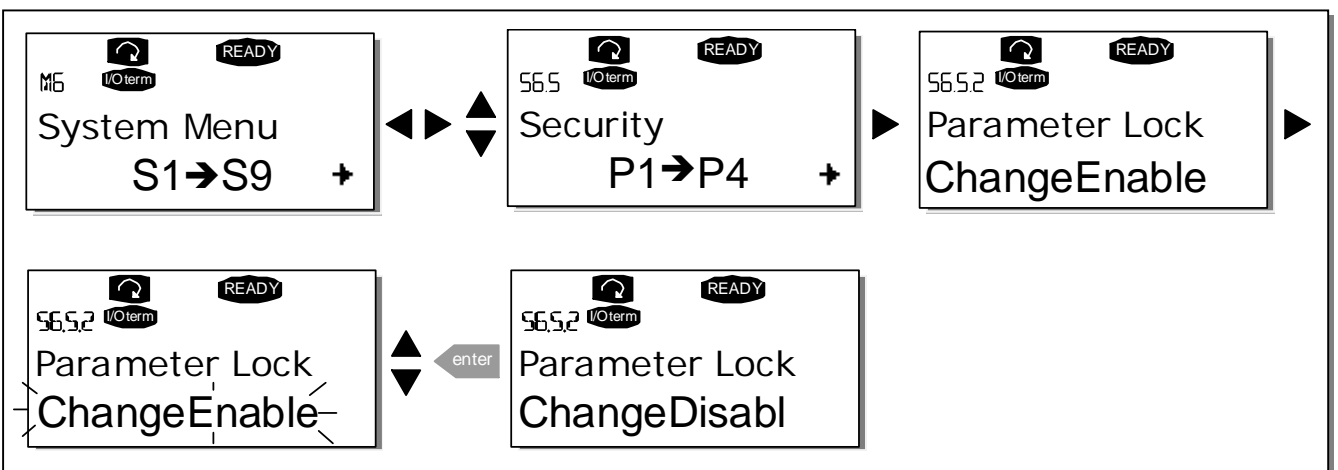 READY
M6 I/Oterm
System Menu
S1➔S9
READY
S6.5 I/Oterm
Security
P1➔P4
READY
S6.5.2 I/Oterm
Parameter Lock
ChangeEnable
READY
S6.5.2 I/Oterm
Parameter Lock
ChangeEnable
enter
READY
S6.5.2 I/Oterm
Parameter Lock
ChangeDisabl